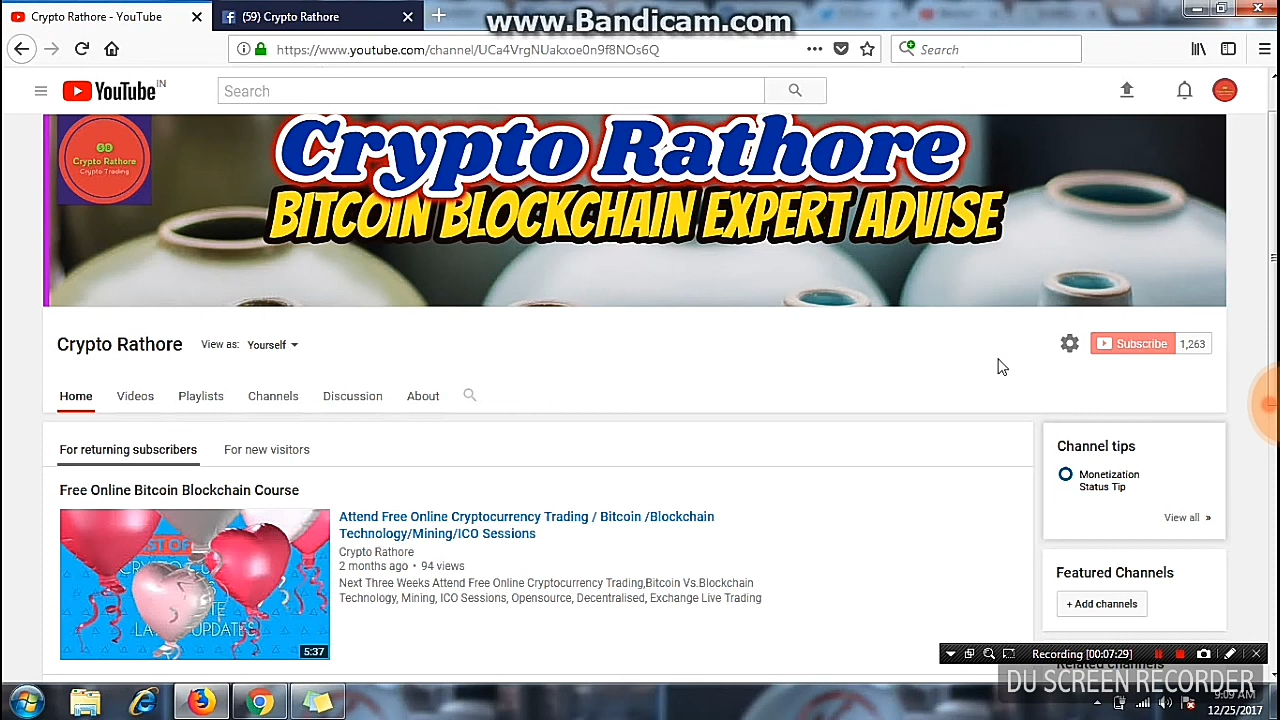 Crypto Rathore - YouTube
(59) Crypto Rathore
www.Bandicam.com
https://www.youtube.com/channel/UCa4VrgNUakxoe0n9f8NOs6Q
Search
YouTube IN
Search
Crypto Rathore
Crypto Trading
Crypto Rathore
BITCOIN BLOCKCHAIN EXPERT ADVISE
Crypto Rathore
View as: Yourself
Subscribe 1,263
Home Videos Playlists Channels Discussion About
For returning subscribers For new visitors
Free Online Bitcoin Blockchain Course
Attend Free Online Cryptocurrency Trading / Bitcoin /Blockchain
Technology/Mining/ICO Sessions
Crypto Rathore
2 months ago • 94 views
Next Three Weeks Attend Free Online Cryptocurrency Trading,Bitcoin Vs.Blockchain
Technology, Mining, ICO Sessions, Opensource, Decentralised, Exchange Live Trading
5:37
Channel tips
Monetization
Status Tip
View all »
Featured Channels
+ Add channels
Recording [00:07:29]
Related channels
DU SCREEN RECORDER
9:09 AM
12/25/2017